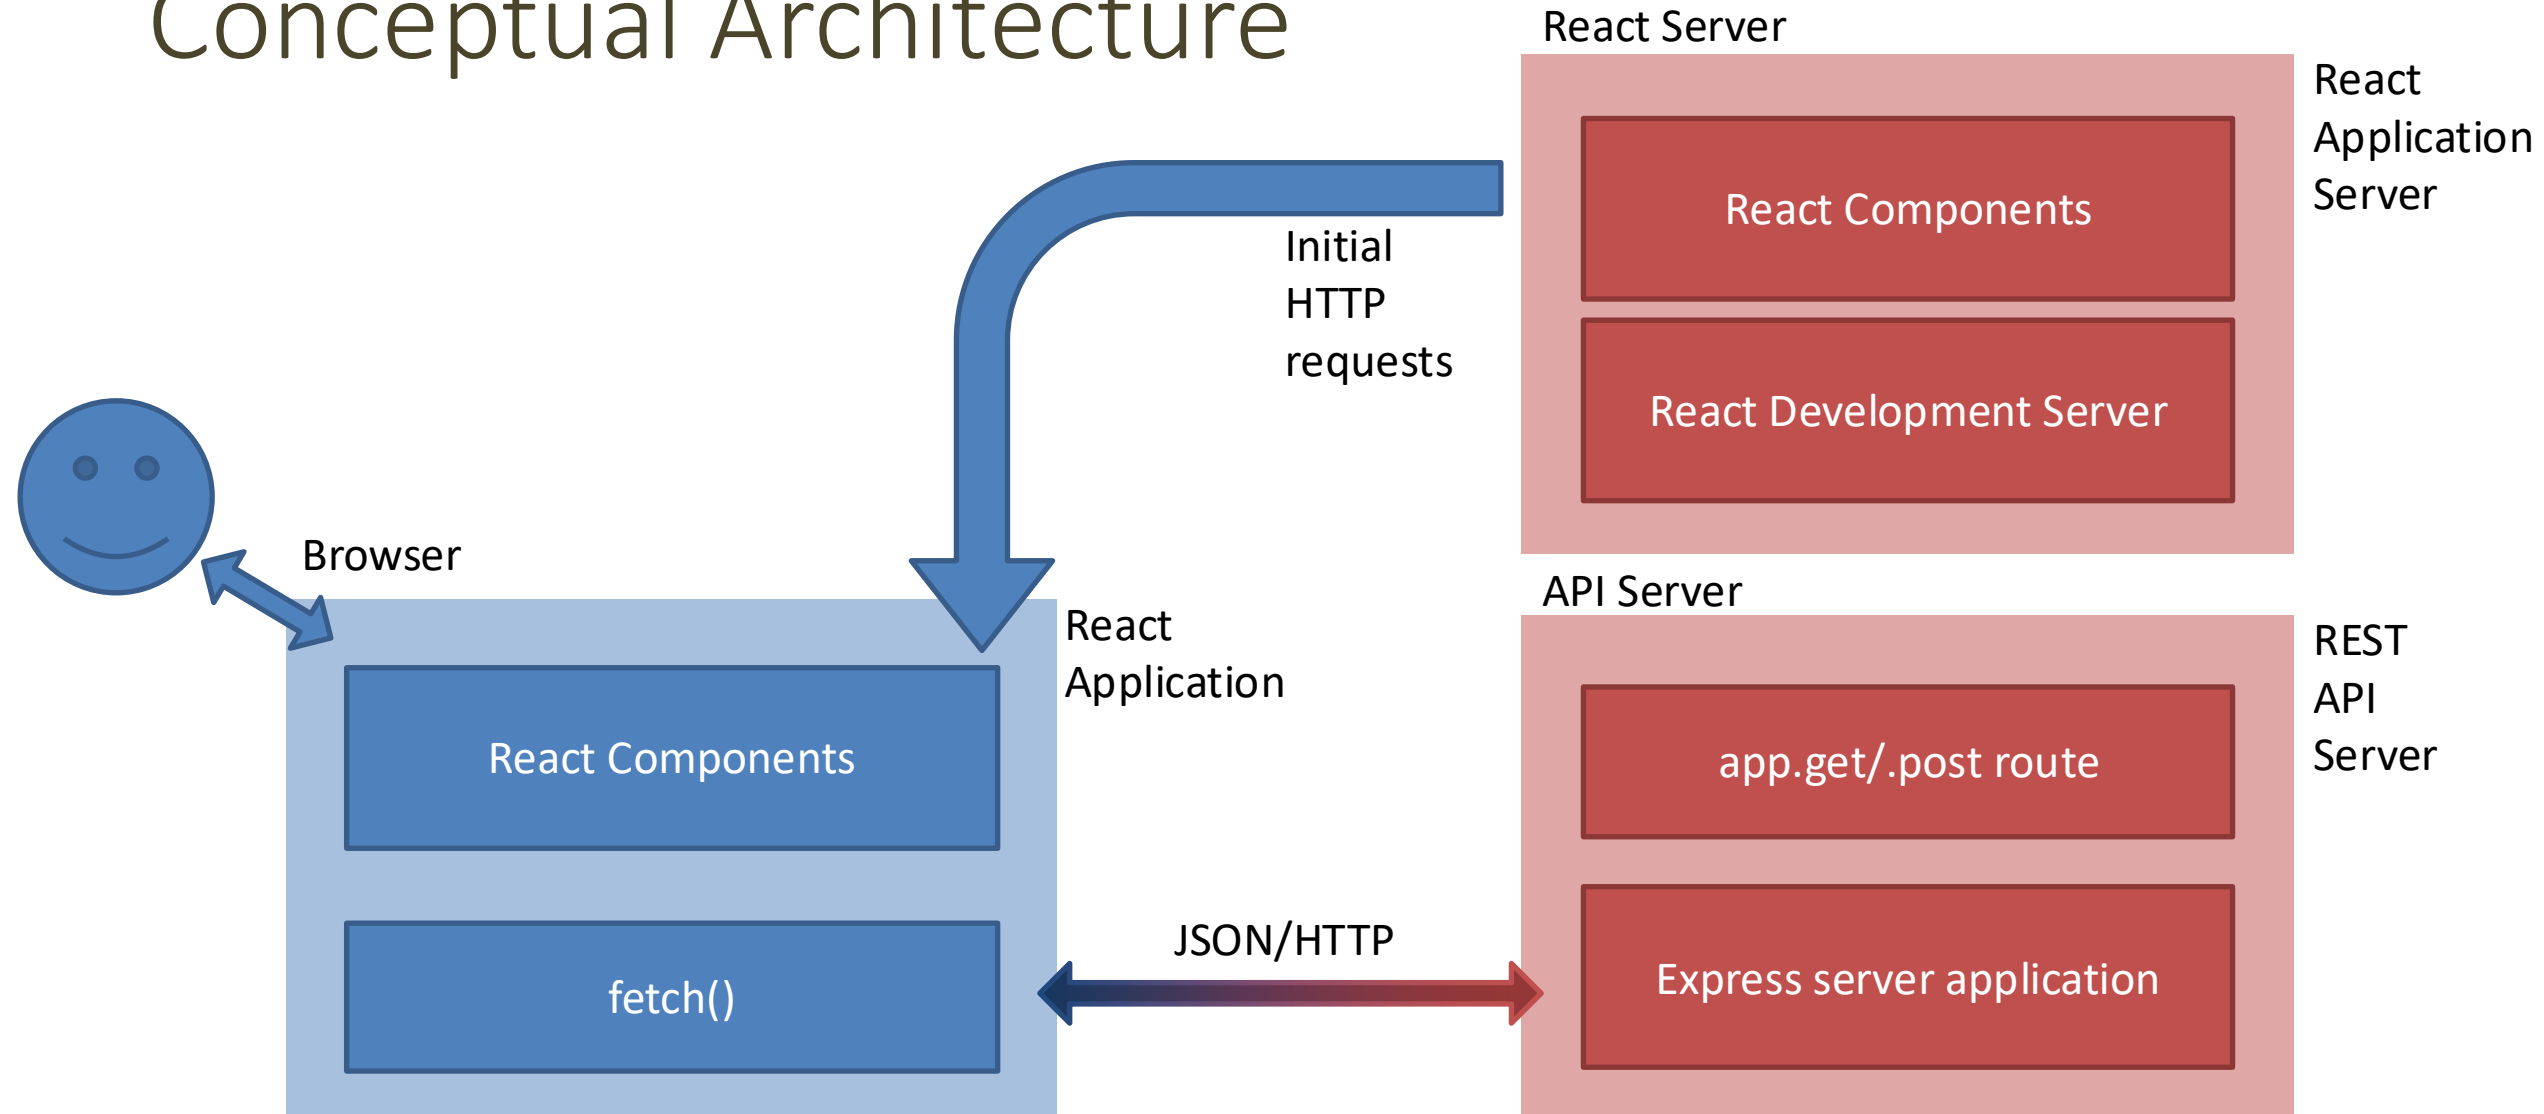 Conceptual Architecture
React Server
React
Application
Server
React Components
Initial
HTTP
requests
React Development Server
Browser
API Server
React
Application
REST
API
Server
React Components
app.get/.post route
JSON/HTTP
fetch()
Express server application